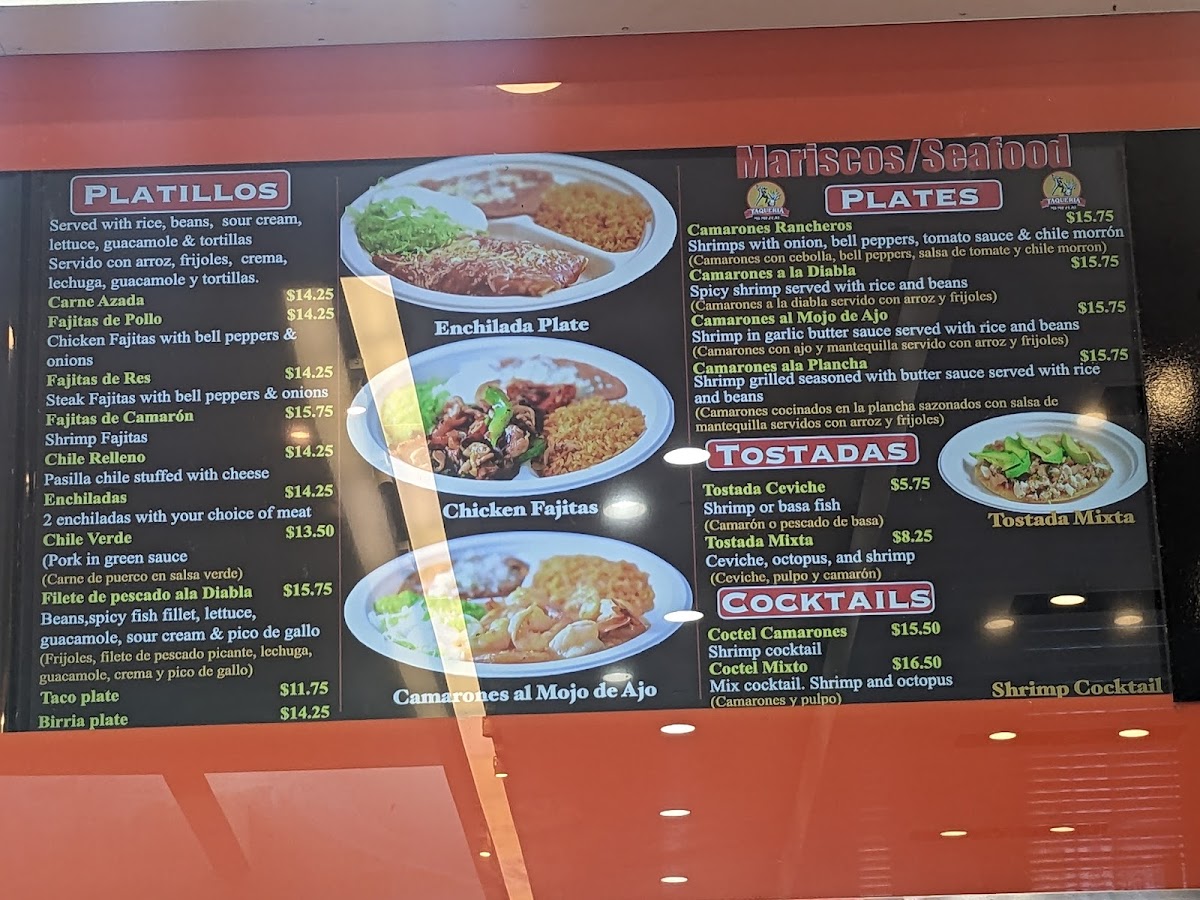 PLATILLOS
Served with rice, beans, sour cream,
lettuce, guacamole & tortillas
Servido con arroz, frijoles, crema,
lechuga, guacamole y tortillas.
Carne Azada $14.25
Fajitas de Pollo $14.25
Chicken Fajitas with bell peppers &
onions
Fajitas de Res $14.25
Steak Fajitas with bell peppers & onions
Fajitas de Camarón $15.75
Shrimp Fajitas
Chile Relleno $14.25
Pasilla chile stuffed with cheese
Enchiladas $14.25
2 enchiladas with your choice of meat
Chile Verde $13.50
(Pork in green sauce
(Carne de puerco en salsa verde)
Filete de pescado ala Diabla $15.75
Beans,spicy fish fillet, lettuce,
guacamole, sour cream & pico de gallo
(Frijoles, filete de pescado picante, lechuga,
guacamole, crema y pico de gallo)
Taco plate $11.75
Birria plate $14.25
Enchilada Plate
Chicken Fajitas
Camarones al Mojo de Ajo
Mariscos/Seafood
PLATES
TAQUERIA
TAQUERIA
Camarones Rancheros $15.75
Shrimps with onion, bell peppers, tomato sauce & chile morrón
(Camarones con cebolla, bell peppers, salsa de tomate y chile morron)
Camarones a la Diabla $15.75
Spicy shrimp served with rice and beans
(Camarones a la diabla servido con arroz y frijoles)
Camarones al Mojo de Ajo $15.75
Shrimp in garlic butter sauce served with rice and beans
(Camarones con ajo y mantequilla servido con arroz y frijoles)
Camarones ala Plancha $15.75
Shrimp grilled seasoned with butter sauce served with rice
and beans
(Camarones cocinados en la plancha sazonados con salsa de
mantequilla servidos con arroz y frijoles)
TOSTADAS
Tostada Ceviche $5.75
Shrimp or basa fish
(Camarón o pescado de basa)
Tostada Mixta $8.25
Ceviche, octopus, and shrimp
(Ceviche, pulpo y camarón)
Tostada Mixta
COCKTAILS
Coctel Camarones $15.50
Shrimp cocktail
Coctel Mixto $16.50
Mix cocktail. Shrimp and octopus
(Camarones y pulpo)
Shrimp Cocktail